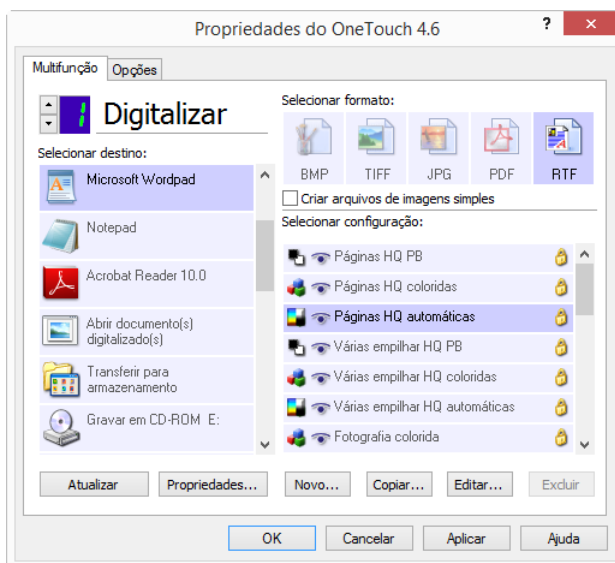 Propriedades do OneTouch 4.6
?
Multifunção
Opções
1
Digitalizar
Selecionar destino:
Microsoft Wordpad
Notepad
Acrobat Reader 10.0
Abrir documento(s)
digitalizado(s)
Transferir para
armazenamento
Gravar em CD-ROM E:
Selecionar formato:
BMP
TIFF
JPG
PDF
RTF
Criar arquivos de imagens simples
Selecionar configuração:
Páginas HQ PB
Páginas HQ coloridas
Páginas HQ automáticas
Várias empilhar HQ PB
Várias empilhar HQ coloridas
Várias empilhar HQ automáticas
Fotografia colorida
Atualizar
Propriedades...
Novo...
Copiar...
Editar...
Excluir
OK
Cancelar
Aplicar
Ajuda